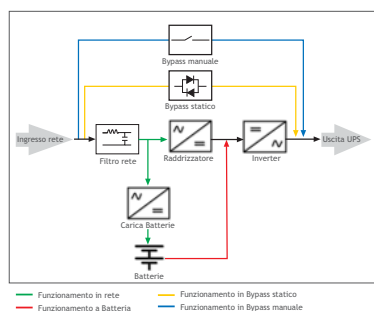 Bypass manuale
Bypass statico
Ingresso rete
Uscita UPS
Filtro rete
Raddrizzatore
Inverter
Carica Batterie
Batterie
Funzionamento in rete
Funzionamento in Bypass statico
Funzionamento a Batteria
Funzionamento in Bypass manuale